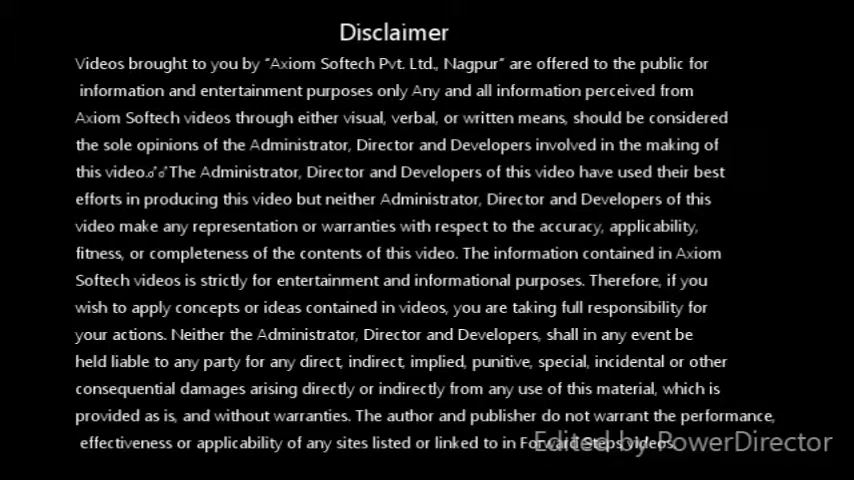 Disclaimer
Videos brought to you by “Axiom Softech Pvt. Ltd., Nagpur” are offered to the public for
information and entertainment purposes only Any and all information perceived from
Axiom Softech videos through either visual, verbal, or written means, should be considered
the sole opinions of the Administrator, Director and Developers involved in the making of
this video.The Administrator, Director and Developers of this video have used their best
efforts in producing this video but neither Administrator, Director and Developers of this
video make any representation or warranties with respect to the accuracy, applicability,
fitness, or completeness of the contents of this video. The information contained in Axiom
Softech videos is strictly for entertainment and informational purposes. Therefore, if you
wish to apply concepts or ideas contained in videos, you are taking full responsibility for
your actions. Neither the Administrator, Director and Developers, shall in any event be
held liable to any party for any direct, indirect, implied, punitive, special, incidental or other
consequential damages arising directly or indirectly from any use of this material, which is
provided as is, and without warranties. The author and publisher do not warrant the performance,
effectiveness or applicability of any sites listed or linked to in Forward Steps videos.
Edited by PowerDirector